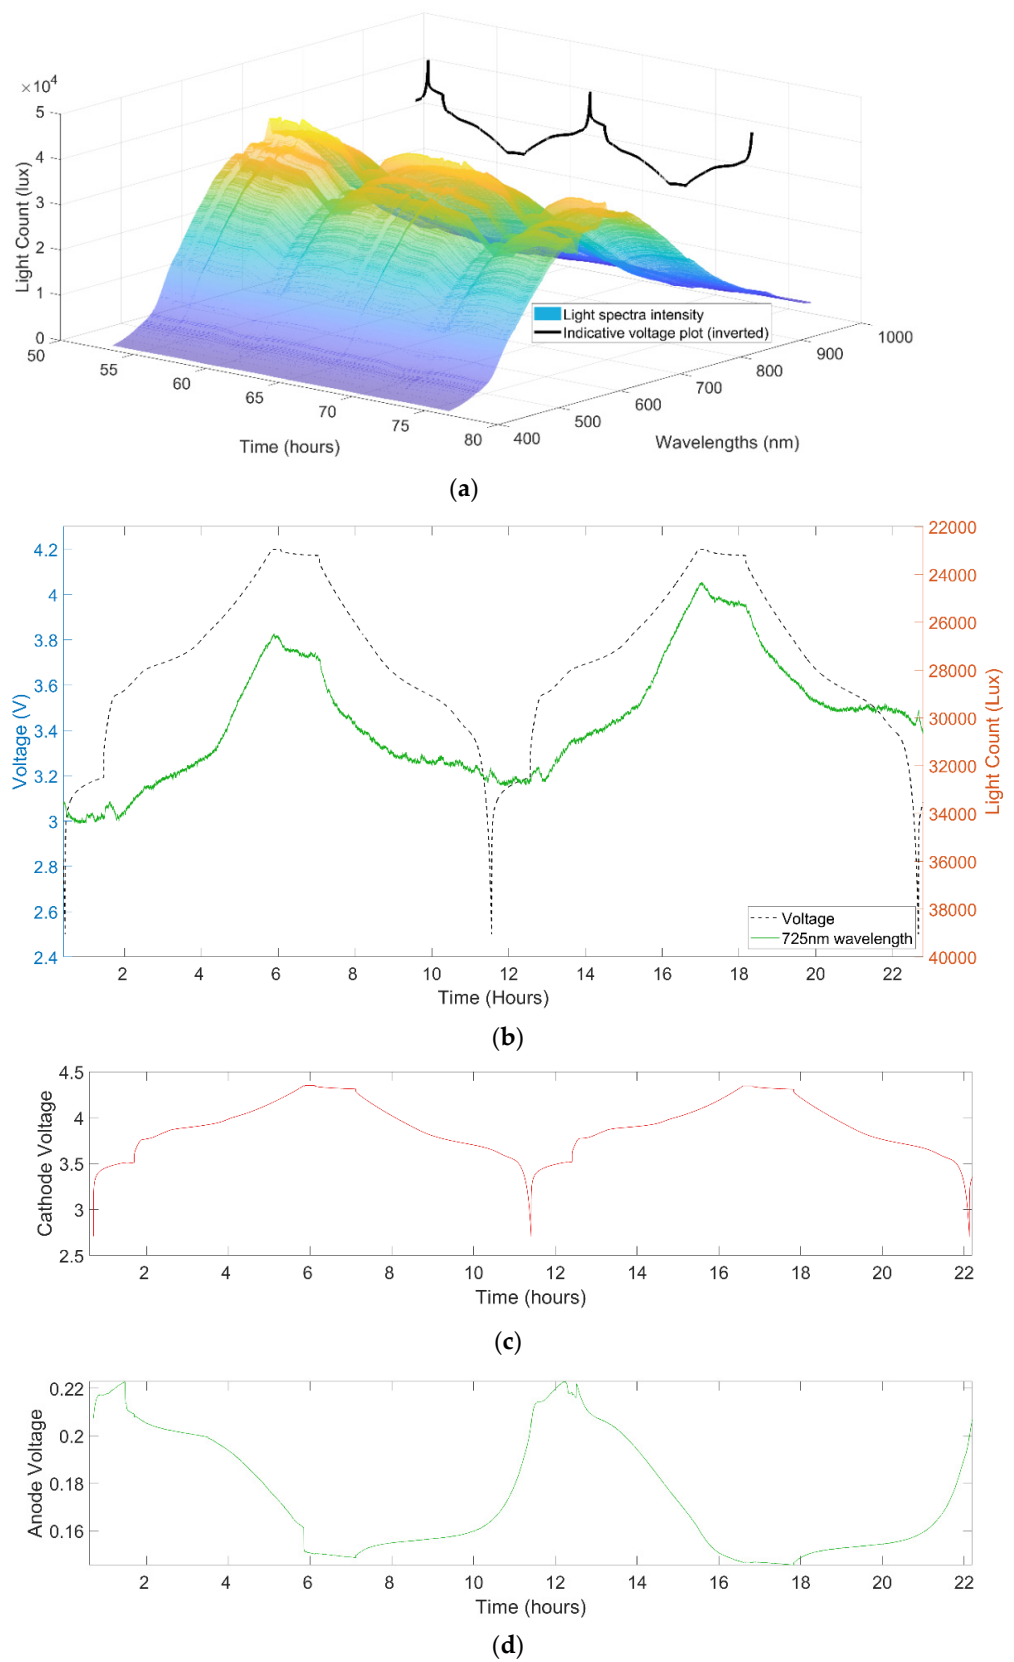 ×10⁴
5
4
3
2
1
0
Light Count (lux)
50
55
60
65
70
75
80
Time (hours)
400
500
600
700
800
900
1000
Wavelengths (nm)
Light spectra intensity
Indicative voltage plot (inverted)
(a)
4.2
4
3.8
3.6
3.4
3.2
3
2.8
2.6
2.4
Voltage (V)
22000
24000
26000
28000
30000
32000
34000
36000
38000
40000
Light Count (Lux)
Voltage
725nm wavelength
2 4 6 8 10 12 14 16 18 20 22
Time (Hours)
(b)
4.5
4
3.5
3
2.5
Cathode Voltage
2 4 6 8 10 12 14 16 18 20 22
Time (hours)
(c)
0.22
0.2
0.18
0.16
Anode Voltage
2 4 6 8 10 12 14 16 18 20 22
Time (hours)
(d)